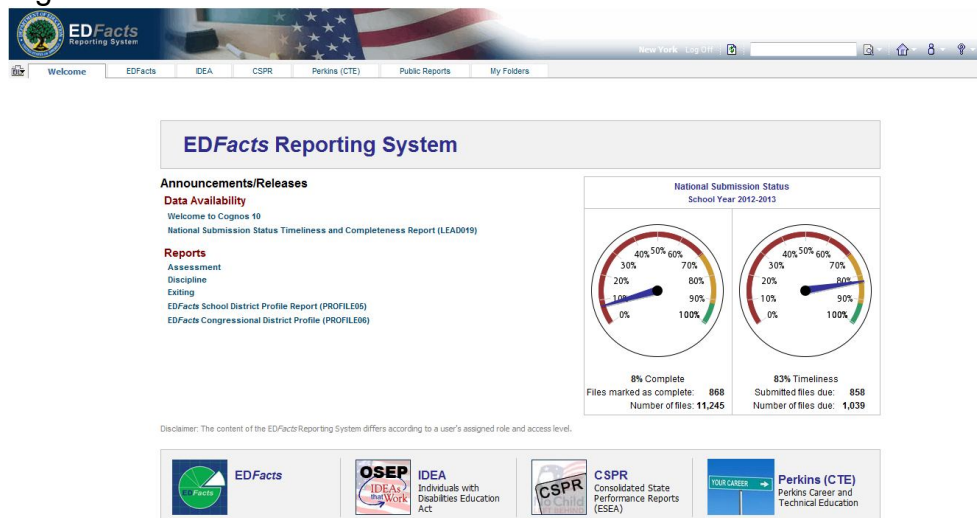 EDFacts
Reporting System
New York Log Off
Welcome EDFacts IDEA CSPR Perkins (CTE) Public Reports My Folders
EDFacts Reporting System
Announcements/Releases
Data Availability
Welcome to Cognos 10
National Submission Status Timeliness and Completeness Report (LEAD019)
Reports
Assessment
Discipline
Exiting
EDFacts School District Profile Report (PROFILE05)
EDFacts Congressional District Profile (PROFILE06)
National Submission Status
School Year 2012-2013
0% 10% 20% 30% 40% 50% 60% 70% 80% 90% 100%
8% Complete
Files marked as complete: 868
Number of files: 11,245
0% 10% 20% 30% 40% 50% 60% 70% 80% 90% 100%
83% Timeliness
Submitted files due: 858
Number of files due: 1,039
Disclaimer: The content of the EDFacts Reporting System differs according to a user's assigned role and access level.
EDFacts
EDFacts
OSEP
IDEAs
that Work
IDEA
Individuals with
Disabilities Education
Act
CSPR
CSPR
Consolidated State
Performance Reports
(ESEA)
YOUR CAREER
Perkins (CTE)
Perkins Career and
Technical Education